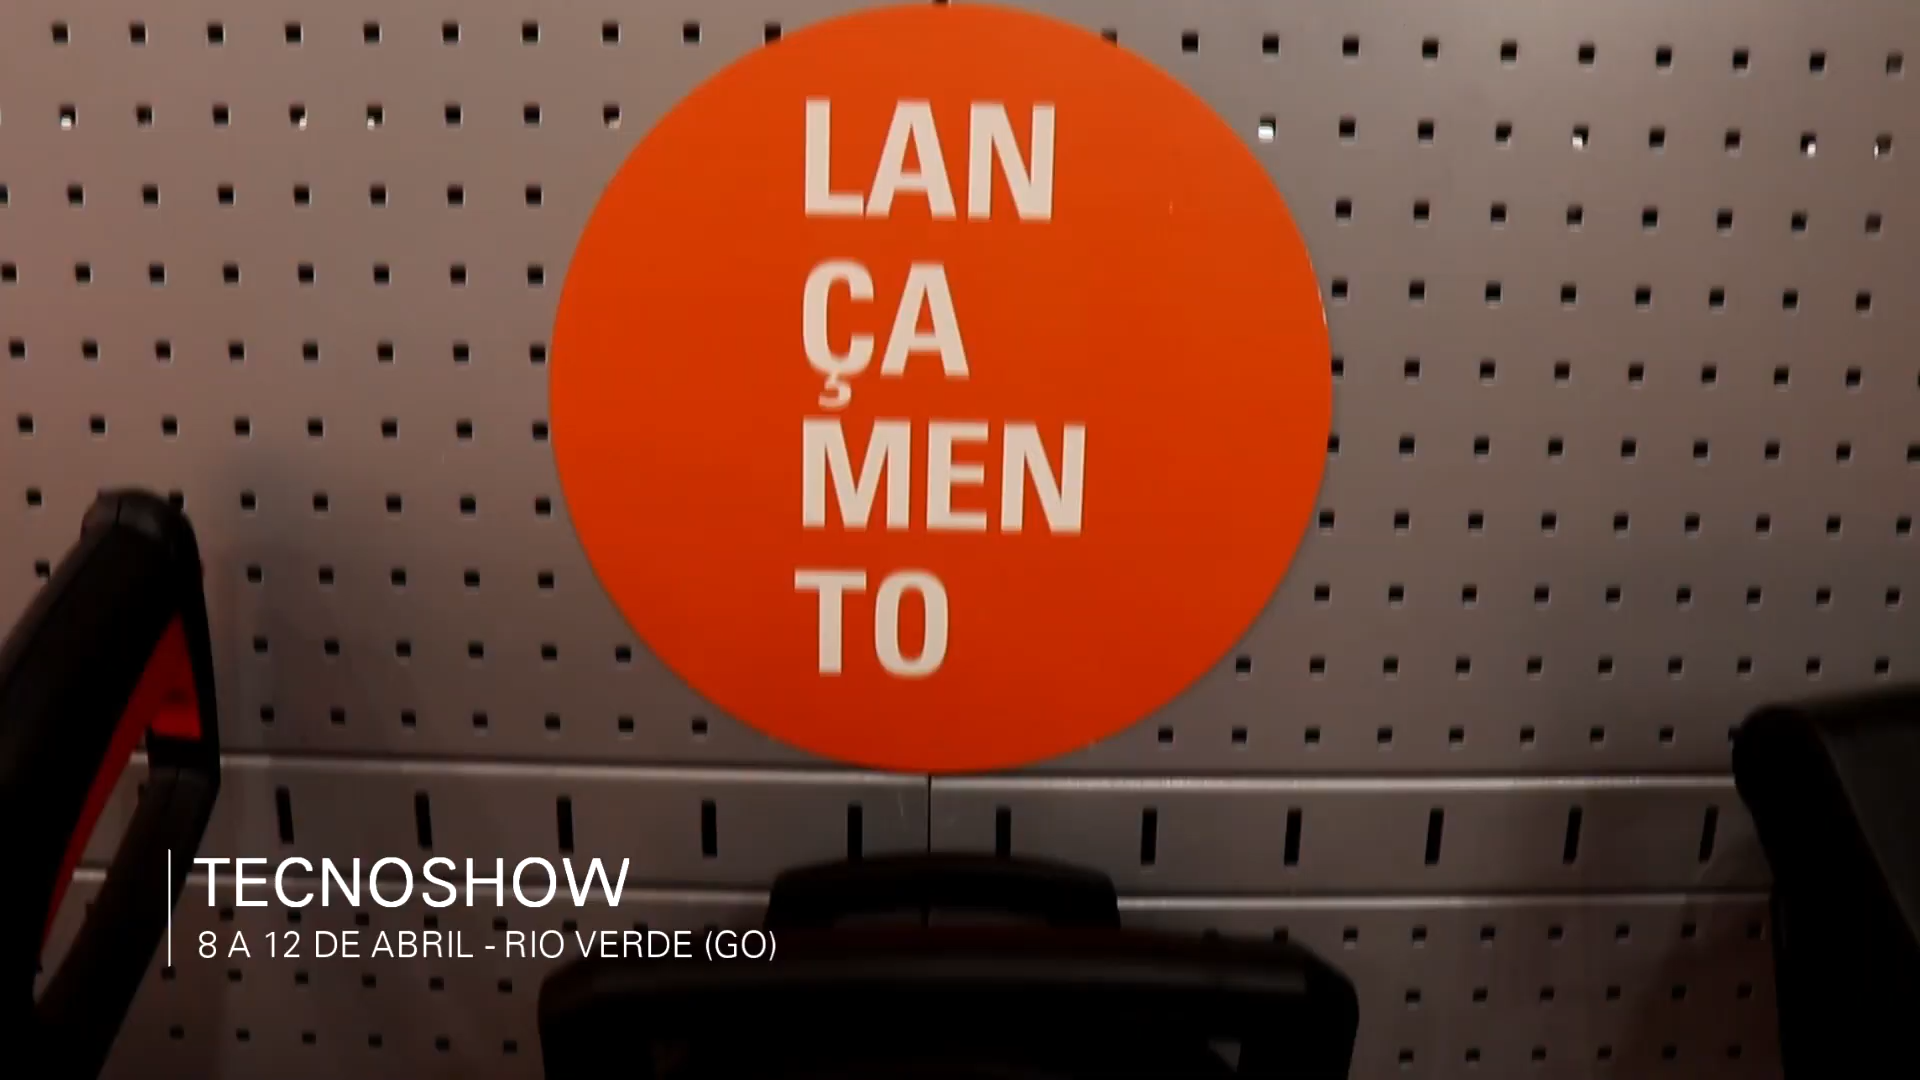 LAN
ÇA
MEN
TO
TECNOSHOW
8 A 12 DE ABRIL - RIO VERDE (GO)